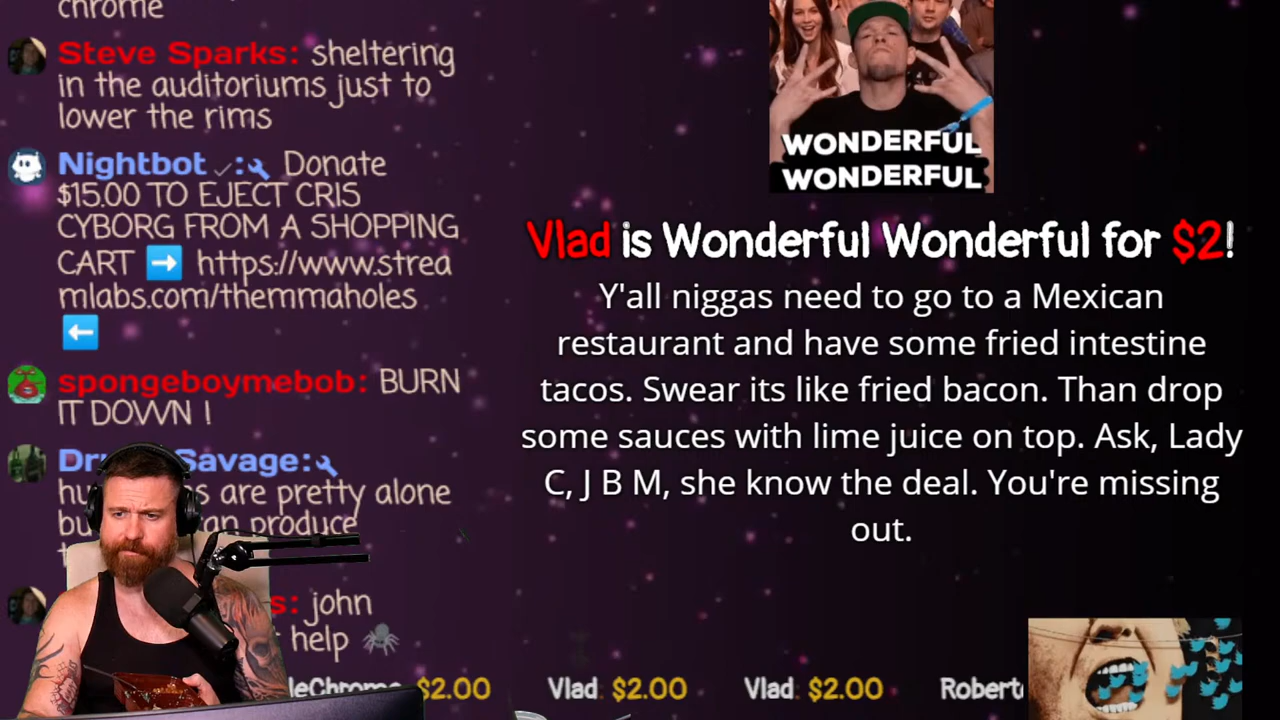 chrome
Steve Sparks: sheltering
in the auditoriums just to
lower the rims
Nightbot ✓:🔧 Donate
$15.00 TO EJECT CRIS
CYBORG FROM A SHOPPING
CART ➡️ https://www.strea
mlabs.com/themmaholes
⬅️
spongeboymebob: BURN
IT DOWN !
Savage:🔧
are pretty alone
produce
john
help 🕷️
WONDERFUL
WONDERFUL
Vlad is Wonderful Wonderful for $2!
Y'all niggas need to go to a Mexican
restaurant and have some fried intestine
tacos. Swear its like fried bacon. Than drop
some sauces with lime juice on top. Ask, Lady
C, J B M, she know the deal. You're missing
out.
leChrome $2.00 Vlad $2.00 Vlad $2.00 Robert